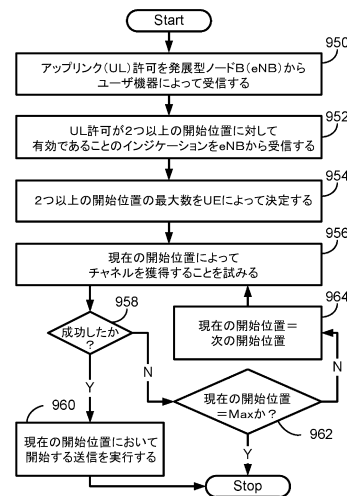 Start
950
アップリンク(UL)許可を発展型ノードB(eNB)から
ユーザ機器によって受信する
952
UL許可が2つ以上の開始位置に対して
有効であることのインジケーションをeNBから受信する
954
2つ以上の開始位置の最大数をUEによって決定する
956
現在の開始位置によって
チャネルを獲得することを試みる
958
成功したか
?
964
現在の開始位置=
次の開始位置
N
N
Y
960
現在の開始位置において
開始する送信を実行する
現在の開始位置
=Maxか?
962
Y
Stop